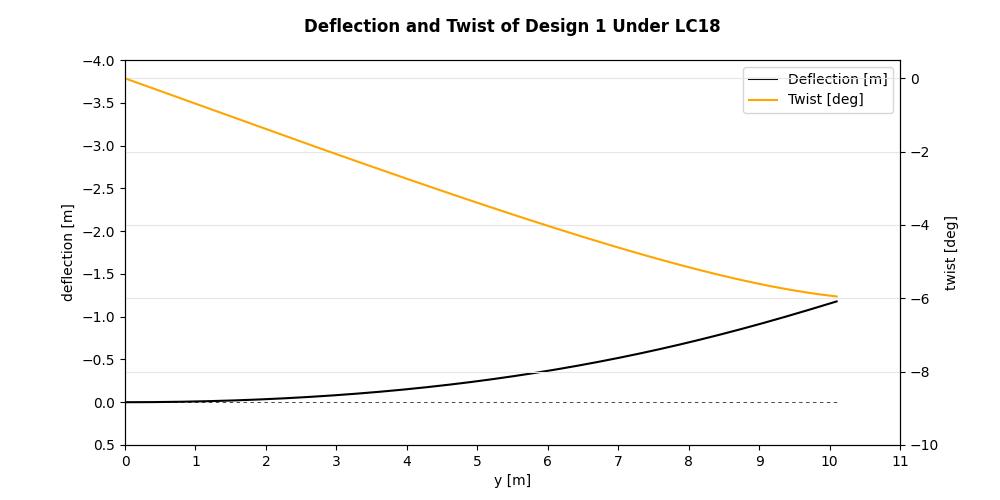 Deflection and Twist of Design 1 Under LC18
−4.0
−3.5
−3.0
−2.5
−2.0
−1.5
−1.0
−0.5
0.0
0.5
deflection [m]
Deflection [m]
Twist [deg]
0
−2
−4
−6
−8
−10
twist [deg]
0 1 2 3 4 5 6 7 8 9 10 11
y [m]